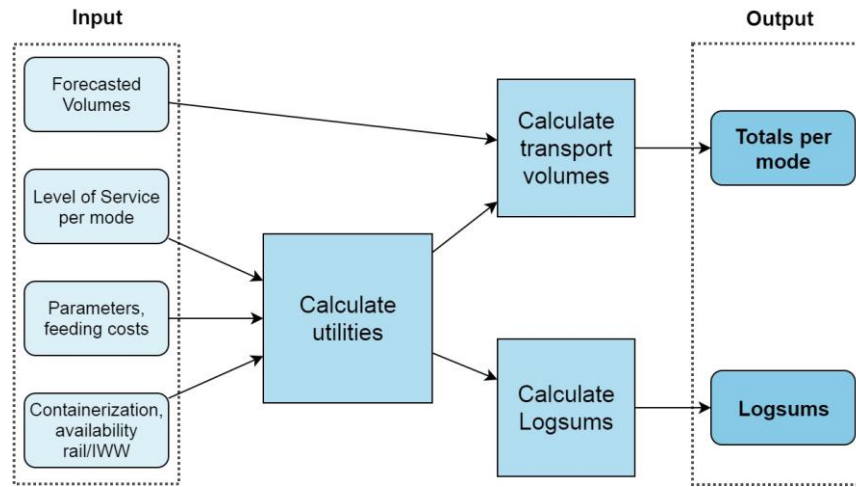 Input
Output
Forecasted
Volumes
Level of Service
per mode
Parameters,
feeding costs
Containerization,
availability
rail/IWW
Calculate
utilities
Calculate
transport
volumes
Calculate
Logsums
Totals per
mode
Logsums